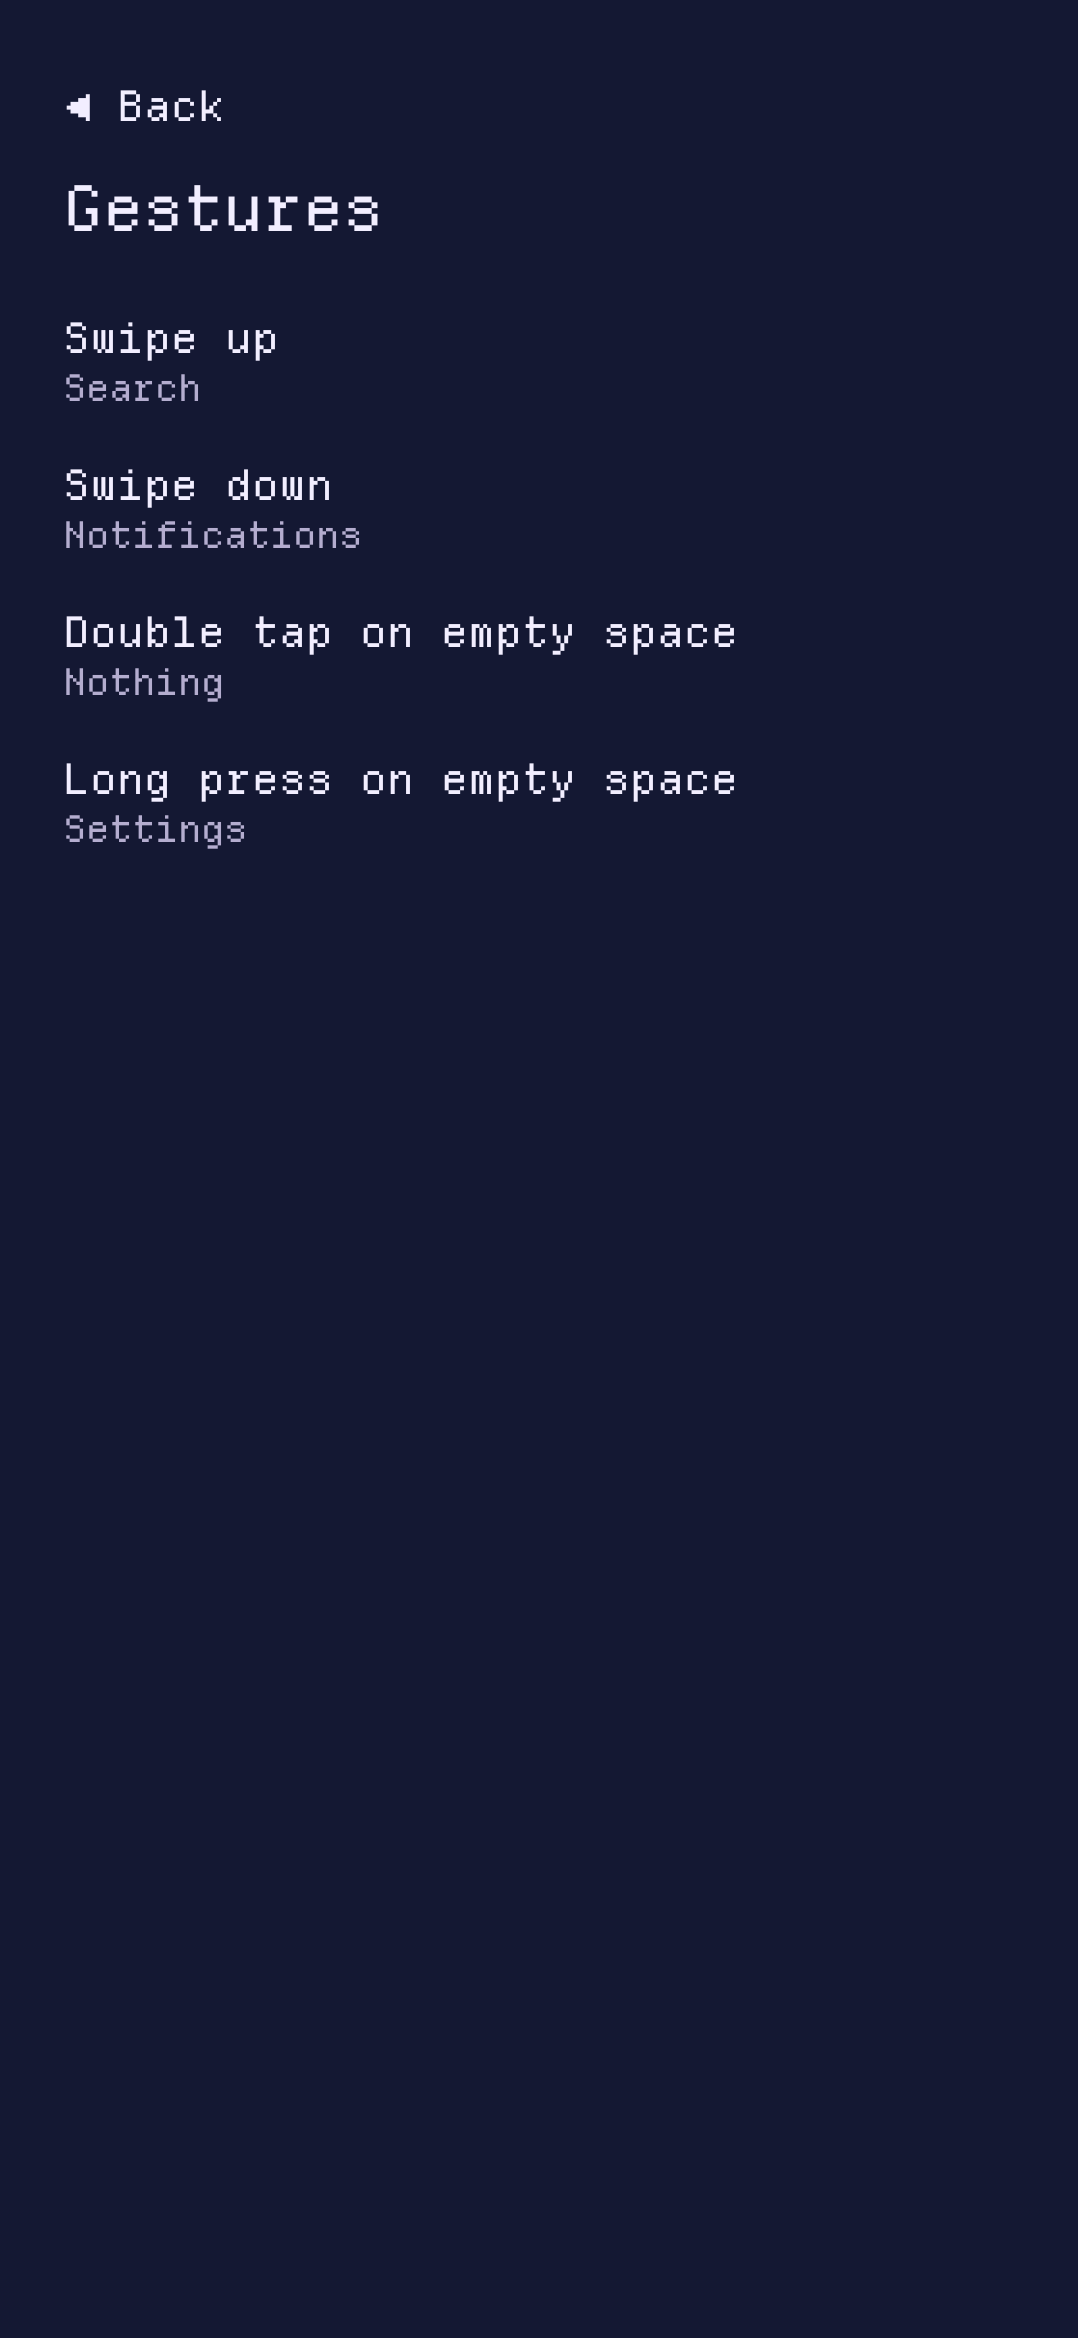 ◀ Back
Gestures
Swipe up
Search
Swipe down
Notifications
Double tap on empty space
Nothing
Long press on empty space
Settings